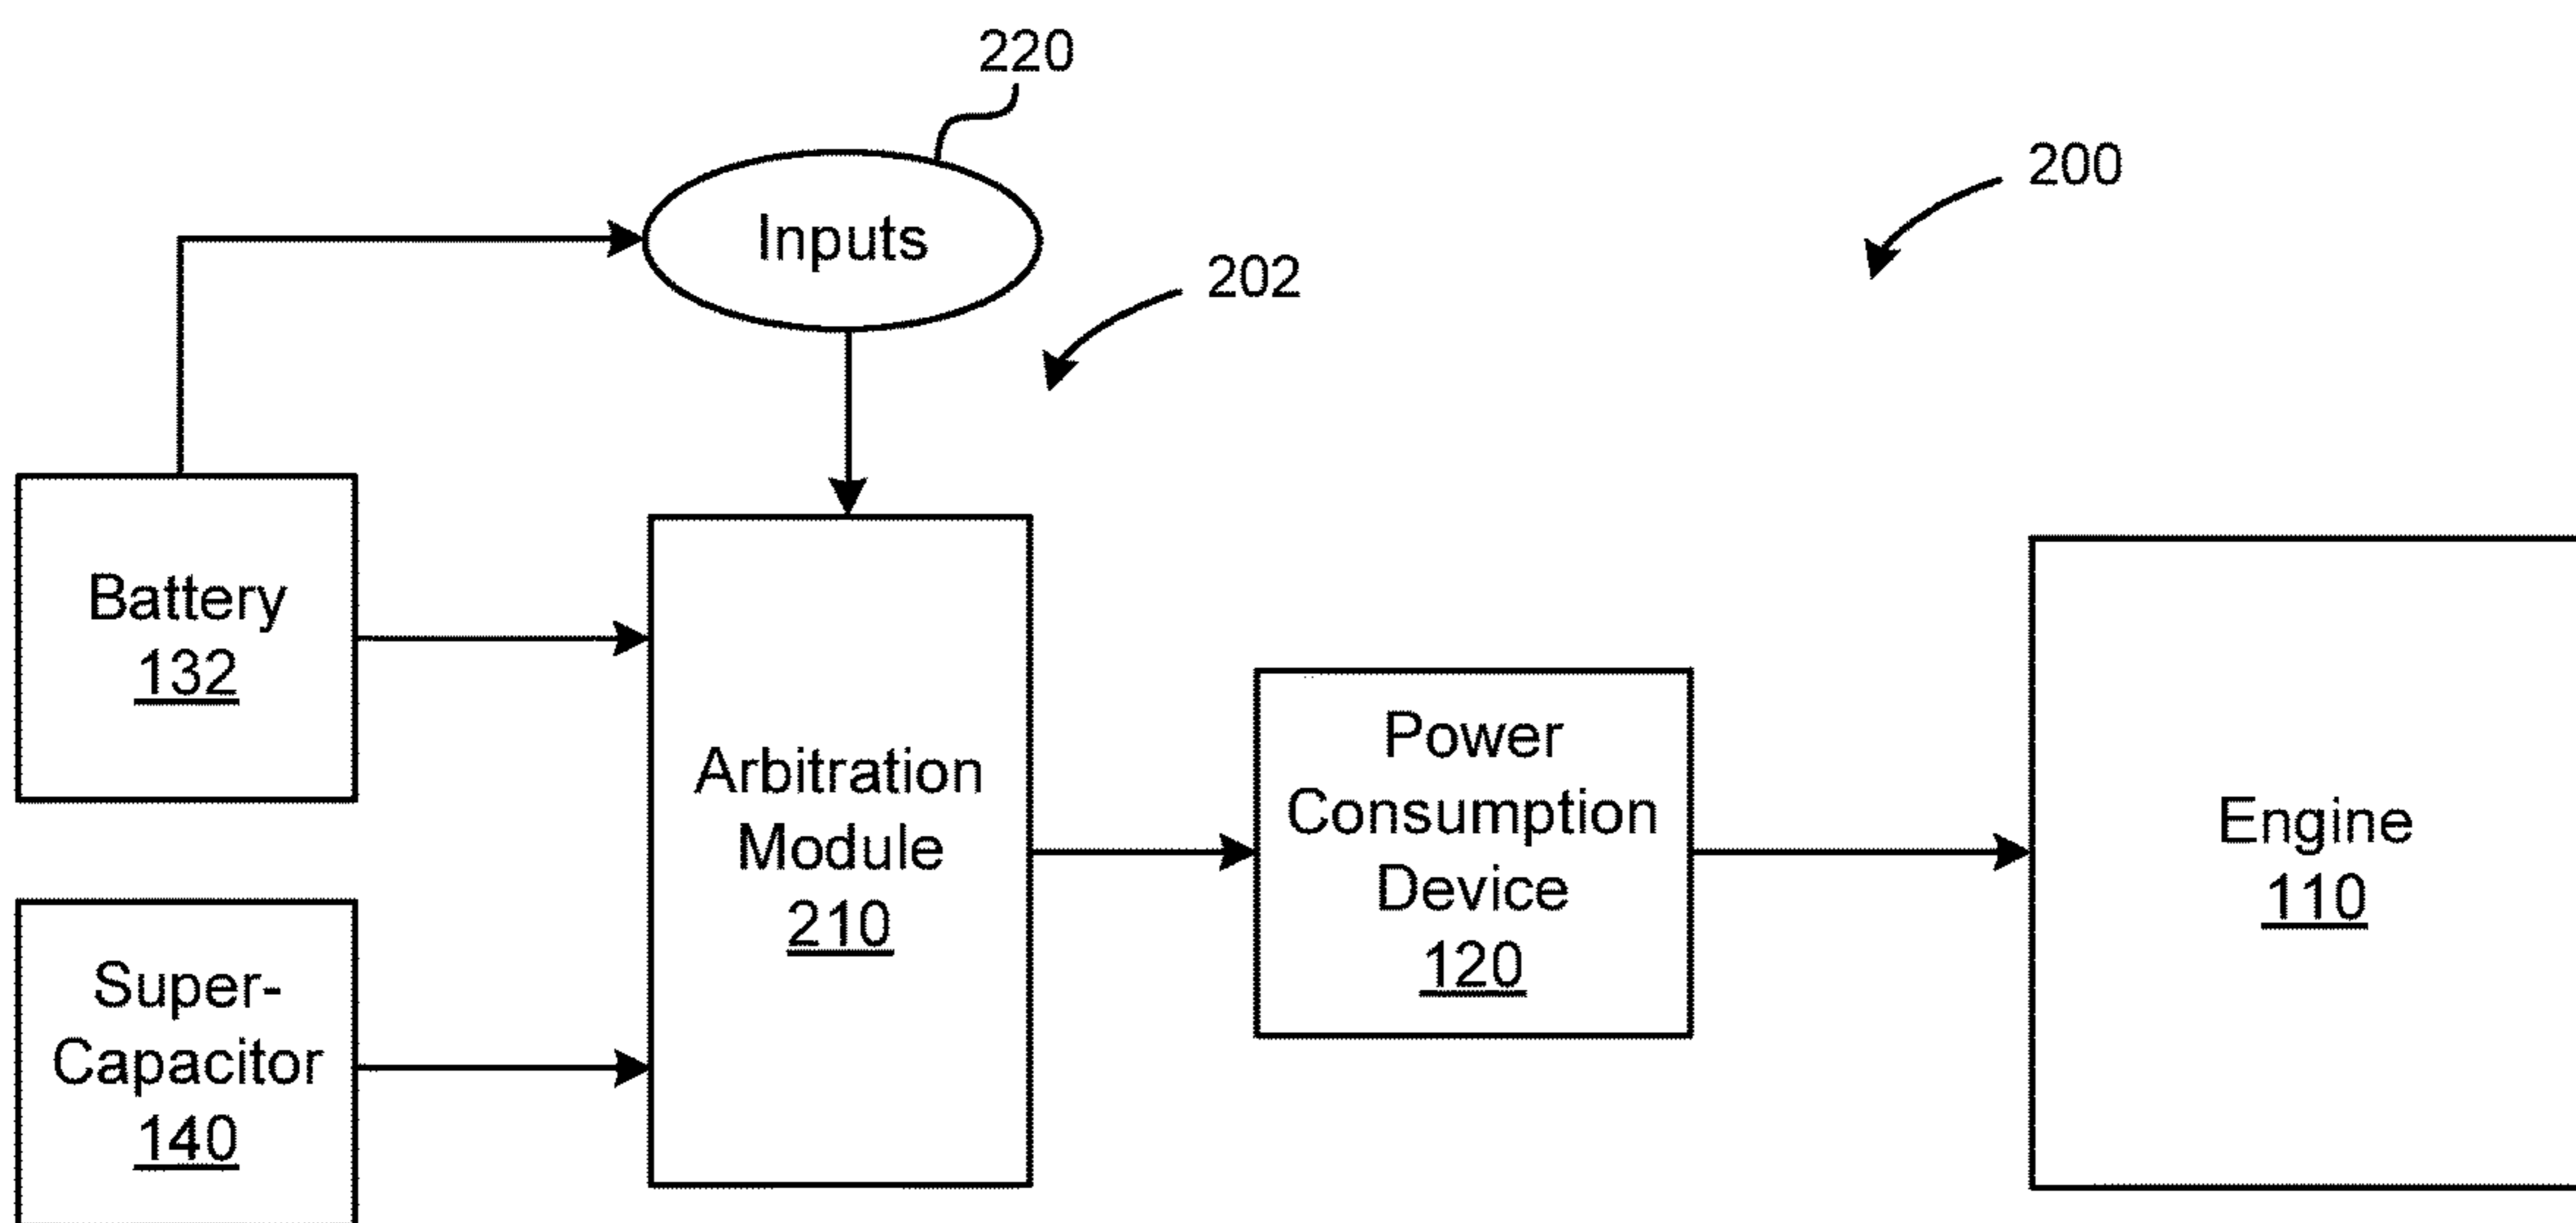 220
200
Inputs
202
Battery
132
Super-
Capacitor
140
Arbitration
Module
210
Power
Consumption
Device
120
Engine
110